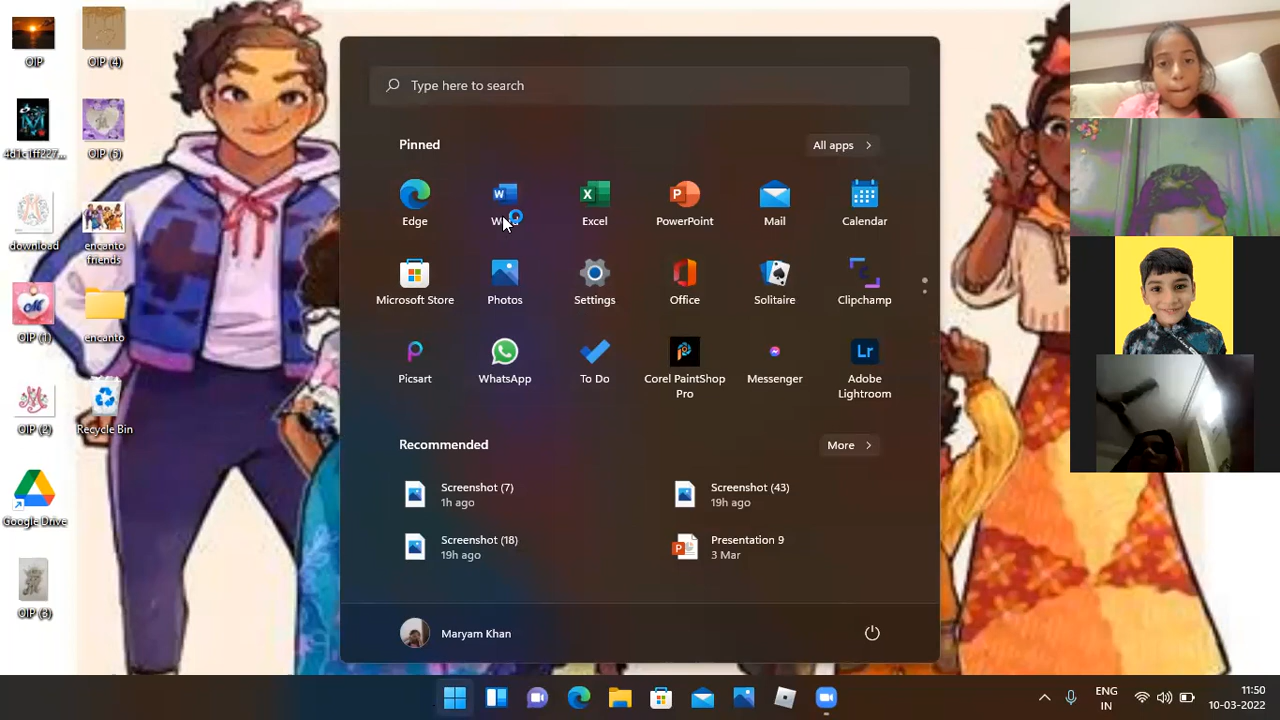 OIP
OIP (4)
4d1c1ff227...
OIP (5)
download
encanto
friends
OIP (1)
encanto
OIP (2)
Recycle Bin
Google Drive
OIP (3)
Type here to search
Pinned
All apps
Edge
Excel
PowerPoint
Mail
Calendar
Microsoft Store
Photos
Settings
Office
Solitaire
Clipchamp
Picsart
WhatsApp
To Do
Corel PaintShop
Pro
Messenger
Adobe
Lightroom
Recommended
More
Screenshot (7)
1h ago
Screenshot (43)
19h ago
Screenshot (18)
19h ago
Presentation 9
3 Mar
Maryam Khan
ENG
IN
11:50
10-03-2022